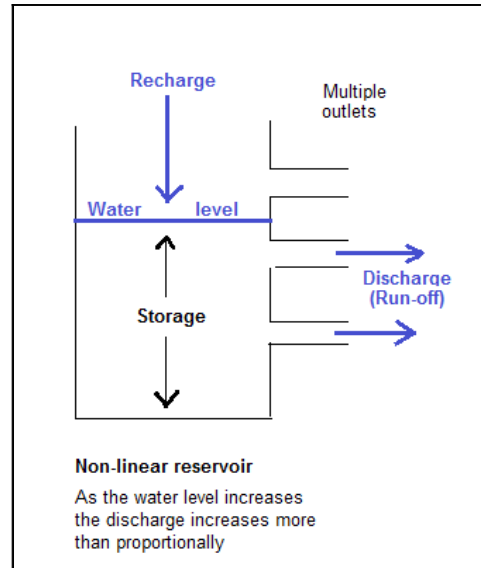 Recharge
Multiple
outlets
Water level
Discharge
(Run-off)
Storage
Non-linear reservoir
As the water level increases
the discharge increases more
than proportionally